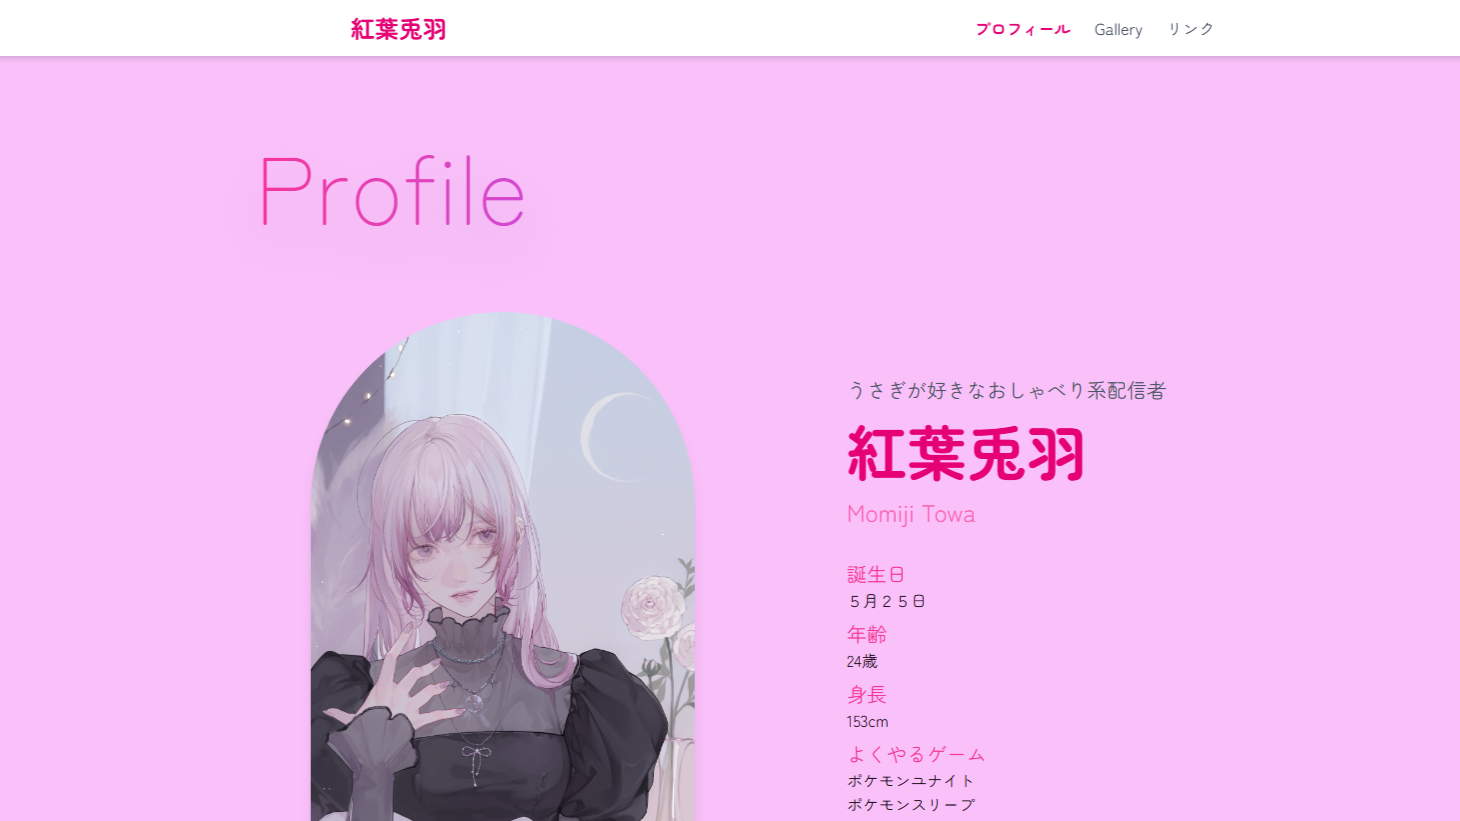 紅葉兎羽
プロフィール Gallery リンク
Profile
うさぎが好きなおしゃべり系配信者
紅葉兎羽
Momiji Towa
誕生日
５月２５日
年齢
24歳
身長
153cm
よくやるゲーム
ポケモンユナイト
ポケモンスリープ